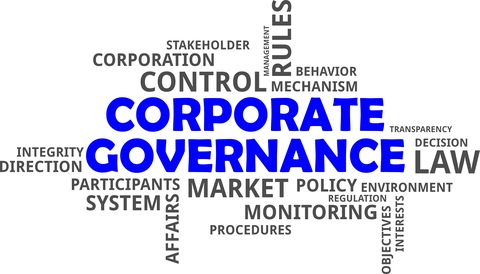 STAKEHOLDER
CORPORATION
MANAGEMENT
RULES
CONTROL
BEHAVIOR
MECHANISM
CORPORATE
TRANSPARENCY
GOVERNANCE
INTEGRITY
DIRECTION
DECISION
LAW
PARTICIPANTS
MARKET
POLICY
ENVIRONMENT
SYSTEM
AFFAIRS
REGULATION
MONITORING
OBJECTIVES
INTERESTS
PROCEDURES